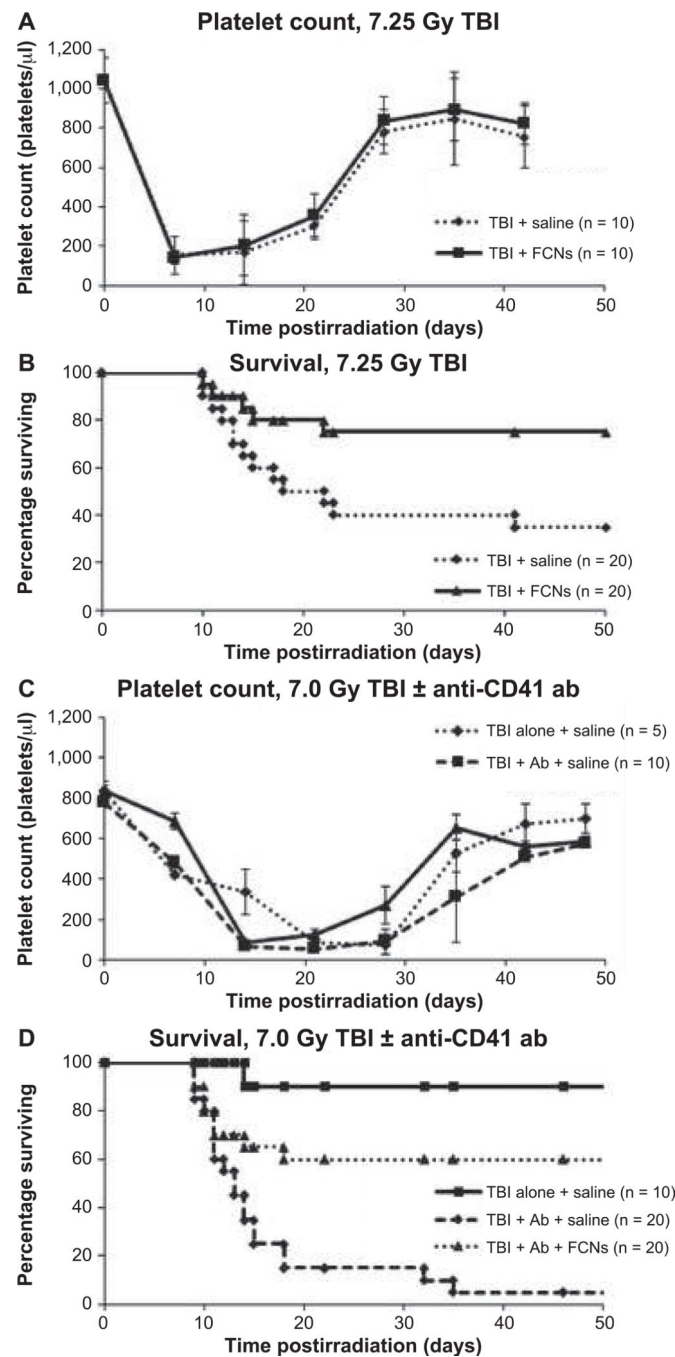 A Platelet count, 7.25 Gy TBI
Platelet count (platelets/µl)
1,200
1,000
800
600
400
200
0
TBI + saline (n = 10)
TBI + FCNs (n = 10)
0 10 20 30 40 50
Time postirradiation (days)
B Survival, 7.25 Gy TBI
Percentage surviving
100
80
60
40
20
0
TBI + saline (n = 20)
TBI + FCNs (n = 20)
0 10 20 30 40 50
Time postirradiation (days)
C Platelet count, 7.0 Gy TBI ± anti-CD41 ab
Platelet count (platelets/µl)
1,200
1,000
800
600
400
200
0
TBI alone + saline (n = 5)
TBI + Ab + saline (n = 10)
0 10 20 30 40 50
Time postirradiation (days)
D Survival, 7.0 Gy TBI ± anti-CD41 ab
Percentage surviving
100
80
60
40
20
0
TBI alone + saline (n = 10)
TBI + Ab + saline (n = 20)
TBI + Ab + FCNs (n = 20)
0 10 20 30 40 50
Time postirradiation (days)